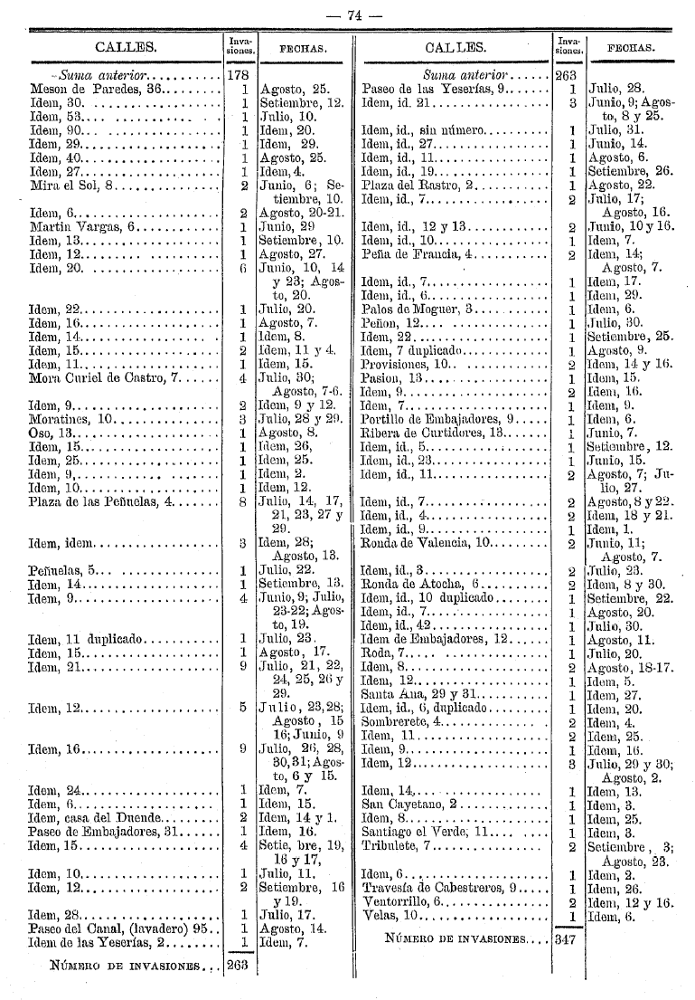 — 74 —
CALLES. Inva-siones. FECHAS.
-Suma anterior........... 178
Meson de Paredes, 36......... 1 Agosto, 25.
Idem, 30. .................. 1 Setiembre, 12.
Idem, 53.... ........... . . 1 Julio, 10.
Idem, 90... ................ 1 Idem, 20.
Idem, 29.................... 1 Idem, 29.
Idem, 40.................... 1 Agosto, 25.
Idem, 27.................... 1 Idem, 4.
Mira el Sol, 8............... 2 Junio, 6; Se-
tiembre, 10.
Idem, 6..................... 2 Agosto, 20-21.
Martin Vargas, 6............ 1 Junio, 29
Idem, 13.................... 1 Setiembre, 10.
Idem, 12.................... 1 Agosto, 27.
Idem, 20. .................. 6 Junio, 10, 14
y 23; Agos-
to, 20.
Idem, 22.................... 1 Julio, 20.
Idem, 16.................... 1 Agosto, 7.
Idem, 14.................... 1 Idem, 8.
Idem, 15.................... 2 Idem, 11 y 4.
Idem, 11.................... 1 Idem, 15.
Mora Curiel de Castro, 7...... 4 Julio, 30;
Agosto, 7-6.
Idem, 9..................... 2 Idem, 9 y 12.
Moratines, 10............... 3 Julio, 28 y 29.
Oso, 13..................... 1 Agosto, 8.
Idem, 15.................... 1 Idem, 26,
Idem, 25.................... 1 Idem, 25.
Idem, 9..................... 1 Idem, 2.
Idem, 10.................... 1 Idem, 12.
Plaza de las Peñuelas, 4....... 8 Julio, 14, 17,
21, 23, 27 y
29.
Idem, idem.................. 3 Idem, 28;
Agosto, 13.
Peñuelas, 5... .............. 1 Julio, 22.
Idem, 14.................... 1 Setiembre, 13.
Idem, 9..................... 4 Junio, 9; Julio,
23-22; Agos-
to, 19.
Idem, 11 duplicado........... 1 Julio, 23.
Idem, 15.................... 1 Agosto, 17.
Idem, 21.................... 9 Julio, 21, 22,
24, 25, 26 y
29.
Idem, 12.................... 5 Julio, 23, 28;
Agosto, 15
16; Junio, 9
Idem, 16.................... 9 Julio, 26, 28,
30, 31; Agos-
to, 6 y 15.
Idem, 24.................... 1 Idem, 7.
Idem, 6..................... 1 Idem, 15.
Idem, casa del Duende........ 2 Idem, 14 y 1.
Paseo de Embajadores, 31...... 1 Idem, 16.
Idem, 15.................... 4 Setie, bre, 19,
16 y 17,
Idem, 10.................... 1 Julio, 11.
Idem, 12.................... 2 Setiembre, 16
y 19.
Idem, 28.................... 1 Julio, 17.
Paseo del Canal, (lavadero) 95.. 1 Agosto, 14.
Idem de las Yeserías, 2........ 1 Idem, 7.
NÚMERO DE INVASIONES... 263
CALLES. Inva-siones. FECHAS.
Suma anterior...... 263
Paseo de las Yeserías, 9....... 1 Julio, 28.
Idem, id. 21................. 3 Junio, 9; Agos-
to, 8 y 25.
Idem, id., sin número.......... 1 Julio, 31.
Idem, id., 27................. 1 Junio, 14.
Idem, id., 11................. 1 Agosto, 6.
Idem, id., 19................. 1 Setiembre, 26.
Plaza del Rastro, 2........... 1 Agosto, 22.
Idem, id., 7.................. 2 Julio, 17;
Agosto, 16.
Idem, id., 12 y 13............ 2 Junio, 10 y 16.
Idem, id., 10................. 1 Idem, 7.
Peña de Francia, 4............ 2 Idem, 14;
Agosto, 7.
Idem, id., 7.................. 1 Idem, 17.
Idem, id., 6.................. 1 Idem, 29.
Palos de Moguer, 3........... 1 Idem, 6.
Peñon, 12.................... 1 Julio, 30.
Idem, 22.................... 1 Setiembre, 25.
Idem, 7 duplicado............. 1 Agosto, 9.
Provisiones, 10............... 2 Idem, 14 y 16.
Pasion, 13................... 1 Idem, 15.
Idem, 9..................... 2 Idem, 16.
Idem, 7..................... 1 Idem, 9.
Portillo de Embajadores, 9..... 1 Idem, 6.
Ribera de Curtidores, 13....... 1 Junio, 7.
Idem, id., 5.................. 1 Setiembre, 12.
Idem, id., 23................. 1 Junio, 15.
Idem, id., 11................. 2 Agosto, 7; Ju-
lio, 27.
Idem, id., 7.................. 2 Agosto, 8 y 22.
Idem, id., 4.................. 2 Idem, 18 y 21.
Idem, id., 9.................. 1 Idem, 1.
Ronda de Valencia, 10......... 2 Junio, 11;
Agosto, 7.
Idem, id., 3.................. 2 Julio, 23.
Ronda de Atocha, 6........... 2 Idem, 8 y 30.
Idem, id., 10 duplicado........ 1 Setiembre, 22.
Idem, id., 7.................. 1 Agosto, 20.
Idem, id., 42................. 1 Julio, 30.
Idem de Embajadores, 12...... 1 Agosto, 11.
Roda, 7..................... 1 Julio, 20.
Idem, 8..................... 2 Agosto, 18-17.
Idem, 12.................... 1 Idem, 5.
Santa Ana, 29 y 31........... 1 Idem, 27.
Idem, id., 6, duplicado......... 1 Idem, 20.
Sombrerete, 4................ 2 Idem, 4.
Idem, 11.................... 2 Idem, 25.
Idem, 9..................... 1 Idem, 16.
Idem, 12.................... 3 Julio, 29 y 30;
Agosto, 2.
Idem, 14.................... 1 Idem, 13.
San Cayetano, 2.............. 1 Idem, 3.
Idem, 8..................... 1 Idem, 25.
Santiago el Verde, 11.... .... 1 Idem, 3.
Tribulete, 7.................. 2 Setiembre, 3;
Agosto, 23.
Idem, 6..................... 1 Idem, 2.
Travesía de Cabestreros, 9..... 1 Idem, 26.
Ventorrillo, 6................ 2 Idem, 12 y 16.
Velas, 10.................... 1 Idem, 6.
NÚMERO DE INVASIONES.... 347